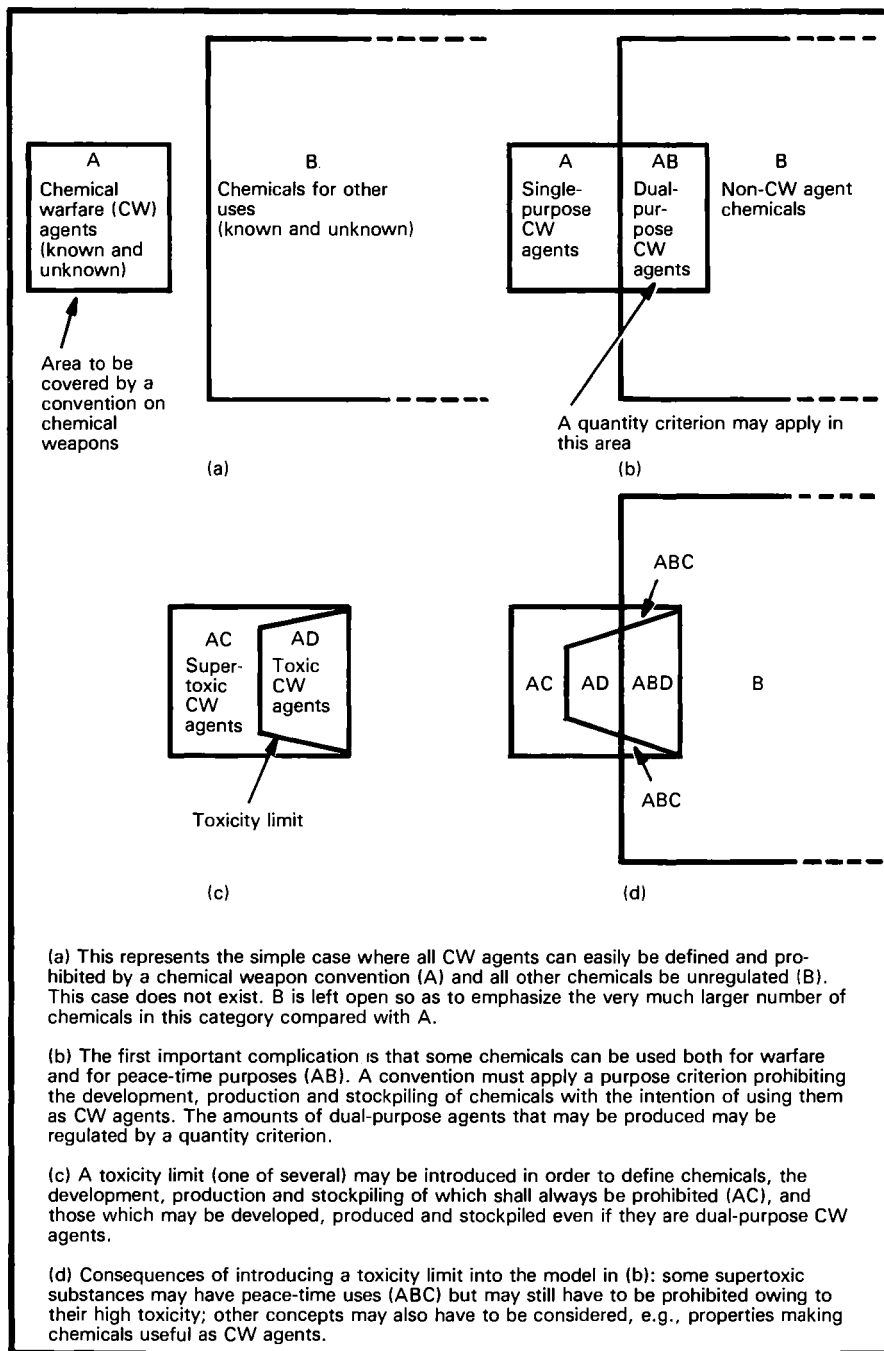 A
Chemical
warfare (CW)
agents
(known and
unknown)
B
Chemicals for other
uses
(known and unknown)
Area to be
covered by a
convention on
chemical
weapons
(a)
A
Single-
purpose
CW
agents
AB
Dual-
pur-
pose
CW
agents
B
Non-CW agent
chemicals
A quantity criterion may apply in
this area
(b)
AC
Super-
toxic
CW
agents
AD
Toxic
CW
agents
Toxicity limit
(c)
ABC
AC
AD
ABD
B
ABC
(d)
(a) This represents the simple case where all CW agents can easily be defined and pro-
hibited by a chemical weapon convention (A) and all other chemicals be unregulated (B).
This case does not exist. B is left open so as to emphasize the very much larger number of
chemicals in this category compared with A.
(b) The first important complication is that some chemicals can be used both for warfare
and for peace-time purposes (AB). A convention must apply a purpose criterion prohibiting
the development, production and stockpiling of chemicals with the intention of using them
as CW agents. The amounts of dual-purpose agents that may be produced may be
regulated by a quantity criterion.
(c) A toxicity limit (one of several) may be introduced in order to define chemicals, the
development, production and stockpiling of which shall always be prohibited (AC), and
those which may be developed, produced and stockpiled even if they are dual-purpose CW
agents.
(d) Consequences of introducing a toxicity limit into the model in (b): some supertoxic
substances may have peace-time uses (ABC) but may still have to be prohibited owing to
their high toxicity; other concepts may also have to be considered, e.g., properties making
chemicals useful as CW agents.